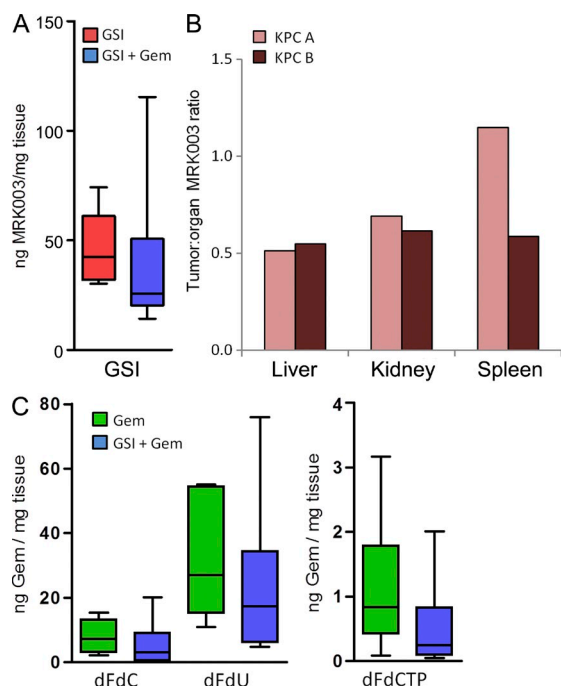 A
150
100
50
0
ng MRK003/mg tissue
GSI
GSI + Gem
GSI
B
1.5
1.0
0.5
0.0
Tumor:organ MRK003 ratio
KPC A
KPC B
Liver Kidney Spleen
C
80
60
40
20
0
ng Gem / mg tissue
Gem
GSI + Gem
dFdC dFdU
4
3
2
1
0
ng Gem / mg tissue
dFdCTP